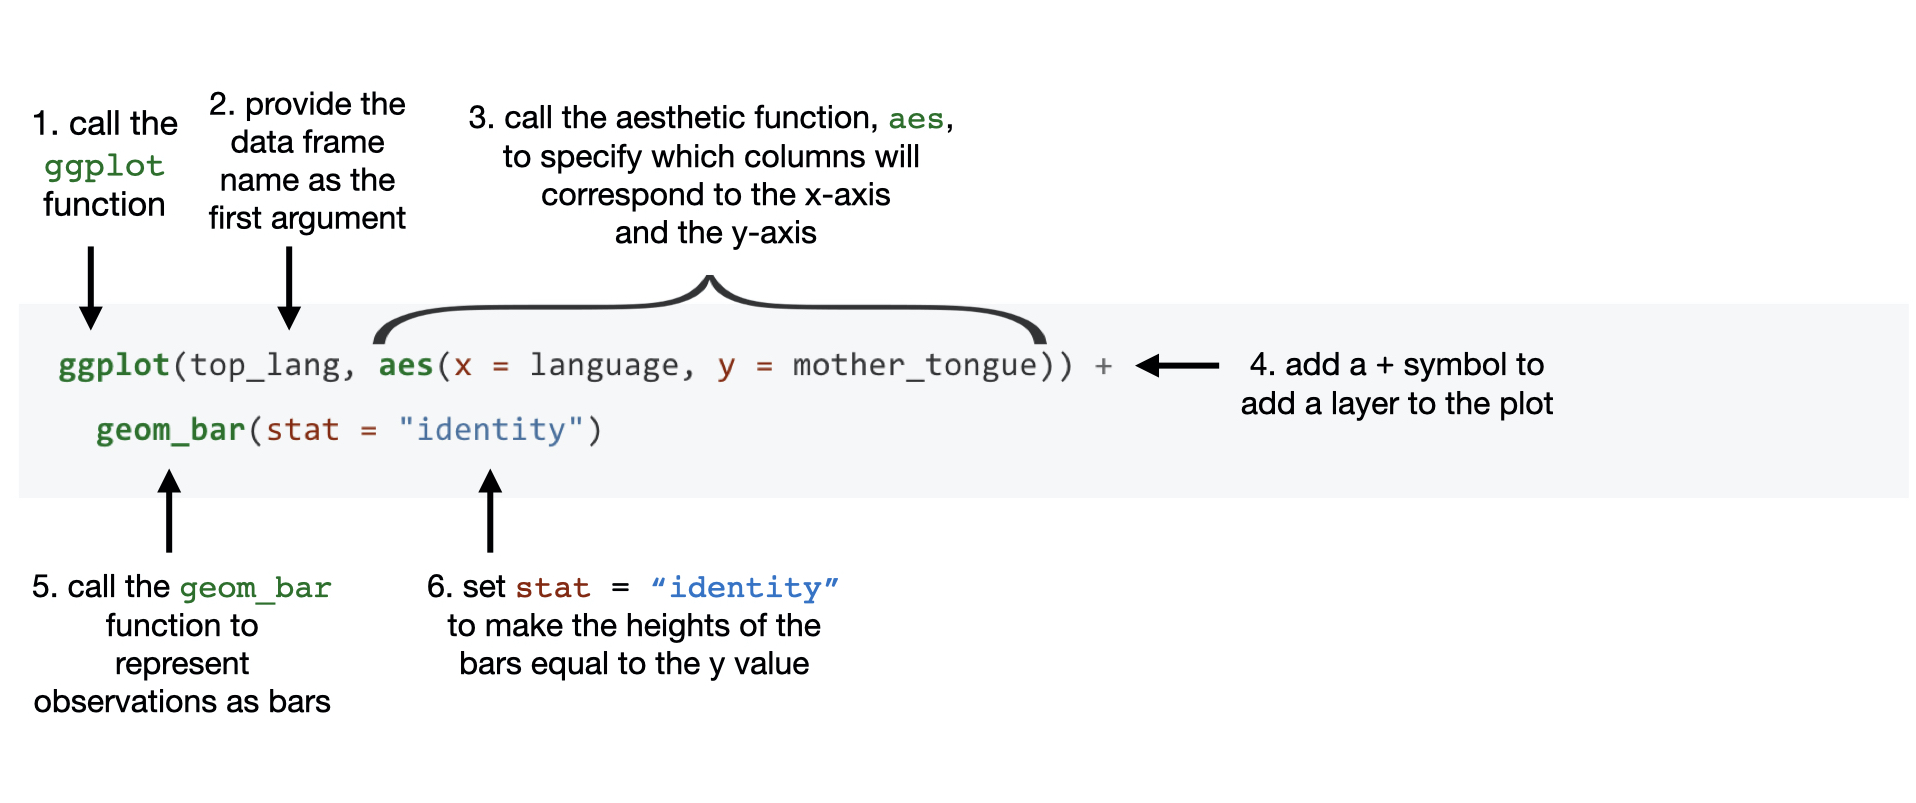 1. call the
ggplot
function
2. provide the
data frame
name as the
first argument
3. call the aesthetic function, aes,
to specify which columns will
correspond to the x-axis
and the y-axis
ggplot(top_lang, aes(x = language, y = mother_tongue)) +
geom_bar(stat = "identity")
4. add a + symbol to
add a layer to the plot
5. call the geom_bar
function to
represent
observations as bars
6. set stat = “identity”
to make the heights of the
bars equal to the y value